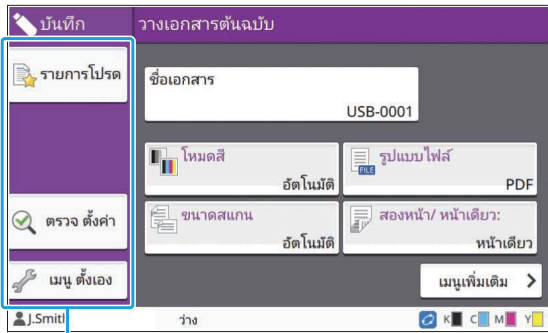 บันทึก
วางเอกสารต้นฉบับ
รายการโปรด
ชื่อเอกสาร
USB-0001
โหมดสี
อัตโนมัติ
รูปแบบไฟล์
FILE
PDF
ขนาดสแกน
อัตโนมัติ
สองหน้า/ หน้าเดียว:
หน้าเดียว
ตรวจ ตั้งค่า
เมนู ตั้งเอง
เมนูเพิ่มเติม
J.Smith
ว่าง
K C M Y